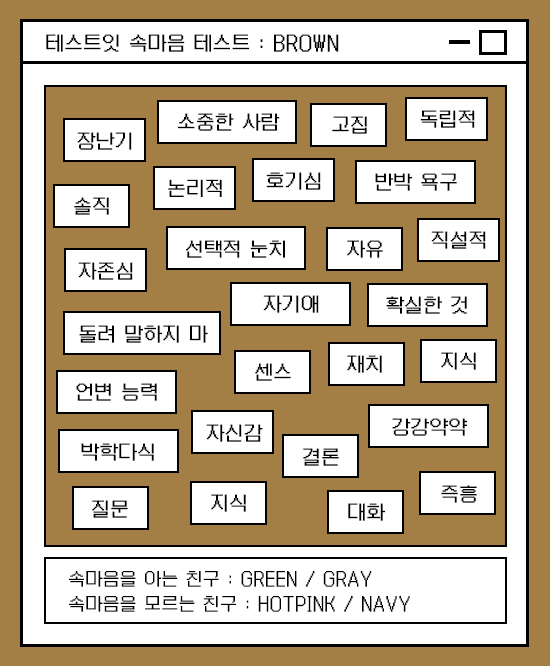 테스트잇 속마음 테스트 : BROWN
장난기
소중한 사람
고집
독립적
솔직
논리적
호기심
반박 욕구
자존심
선택적 눈치
자유
직설적
자기애
확실한 것
돌려 말하지 마
센스
재치
지식
언변 능력
자신감
강강약약
박학다식
결론
질문
지식
대화
즉흥
속마음을 아는 친구 : GREEN / GRAY
속마음을 모르는 친구 : HOTPINK / NAVY